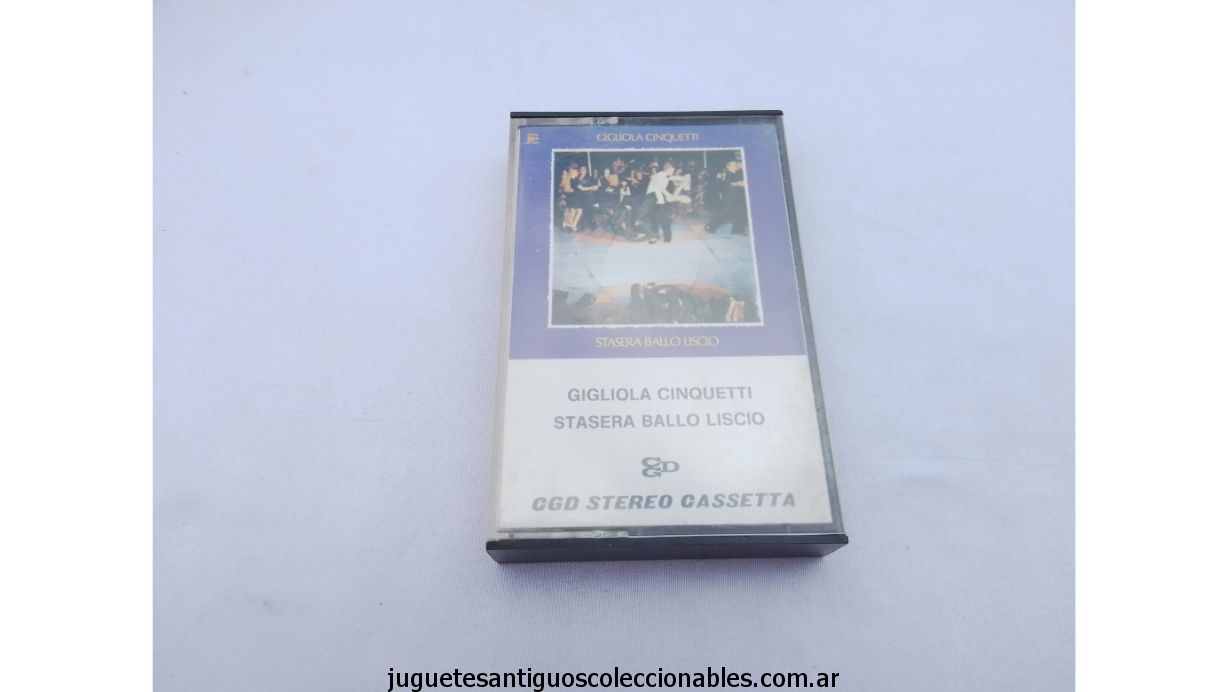 GIGLIOLA CINQUETTI
STASERA BALLO LISCIO
GIGLIOLA CINQUETTI
STASERA BALLO LISCIO
CGD
CGD STEREO CASSETTA
juguetesantiguoscoleccionables.com.ar